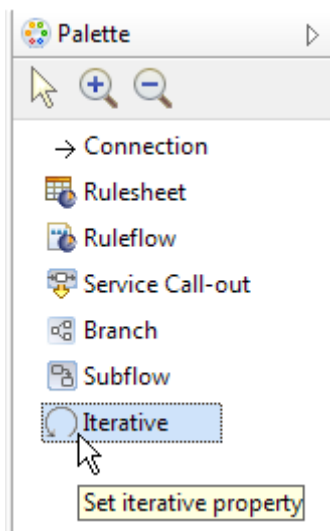 Palette
Connection
Rulesheet
Ruleflow
Service Call-out
Branch
Subflow
Iterative
Set iterative property